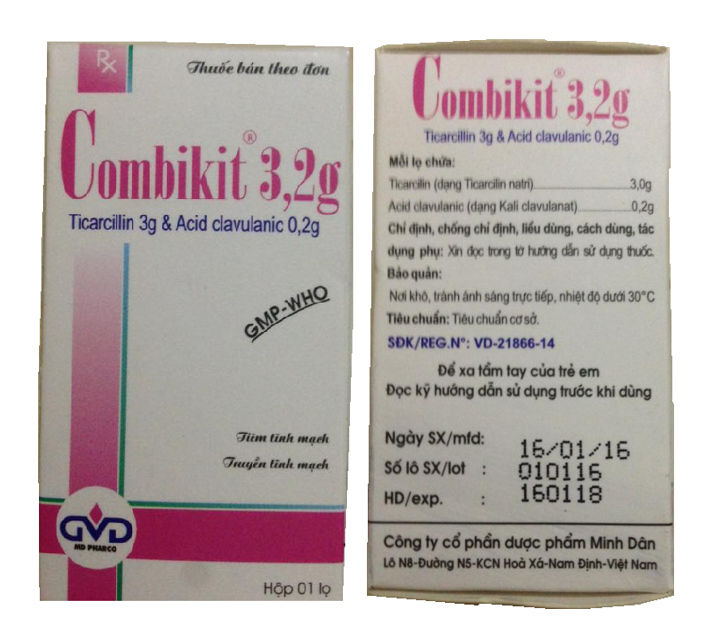 Rx
Thuốc bán theo đơn
Combikit® 3,2g
Ticarcillin 3g & Acid clavulanic 0,2g
GMP-WHO
Tiêm tĩnh mạch
Truyền tĩnh mạch
GVD
MD PHARCO
Hộp 01 lọ
Combikit® 3,2g
Ticarcillin 3g & Acid clavulanic 0,2g
Mỗi lọ chứa:
Ticarcilin (dạng Ticarcilin natri)........3,0g
Acid clavulanic (dạng Kali clavulanat)........0,2g
Chỉ định, chống chỉ định, liều dùng, cách dùng, tác
dụng phụ: Xin đọc trong tờ hướng dẫn sử dụng thuốc.
Bảo quản:
Nơi khô, tránh ánh sáng trực tiếp, nhiệt độ dưới 30°C
Tiêu chuẩn: Tiêu chuẩn cơ sở.
SĐK/REG.N°: VD-21866-14
Để xa tầm tay của trẻ em
Đọc kỹ hướng dẫn sử dụng trước khi dùng
Ngày SX/mfd: 16/01/16
Số lô SX/lot : 010116
HD/exp. : 160118
Công ty cổ phần dược phẩm Minh Dân
Lô N8-Đường N5-KCN Hoà Xá-Nam Định-Việt Nam